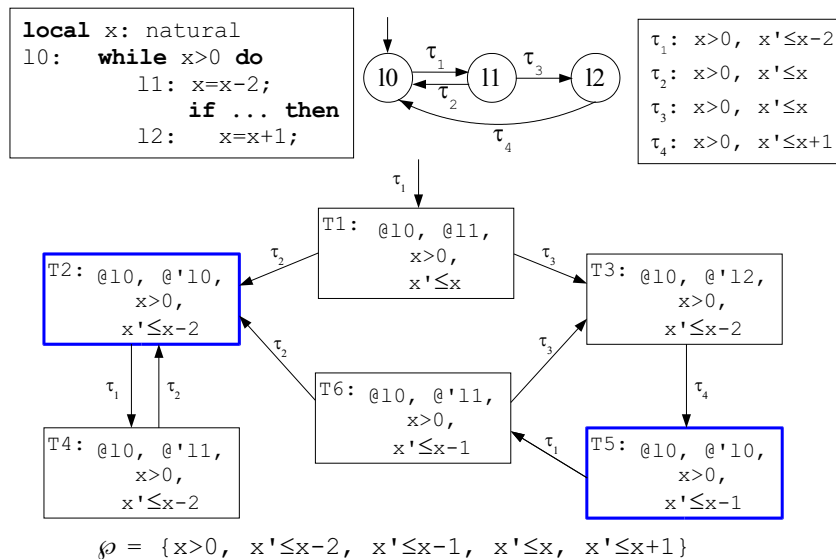 local x: natural
l0: while x>0 do
l1: x=x-2;
if ... then
l2: x=x+1;
l0
l1
l2
τ1
τ2
τ3
τ4
τ1: x>0, x'≤x-2
τ2: x>0, x'≤x
τ3: x>0, x'≤x
τ4: x>0, x'≤x+1
τ1
T1: @l0, @l1,
x>0,
x'≤x
τ2
τ3
T2: @l0, @'l0,
x>0,
x'≤x-2
T3: @l0, @'l2,
x>0,
x'≤x-2
τ1
τ2
τ2
τ3
τ4
T4: @l0, @'l1,
x>0,
x'≤x-2
T6: @l0, @'l1,
x>0,
x'≤x-1
τ1
T5: @l0, @'l0,
x>0,
x'≤x-1
℘ = {x>0, x'≤x-2, x'≤x-1, x'≤x, x'≤x+1}